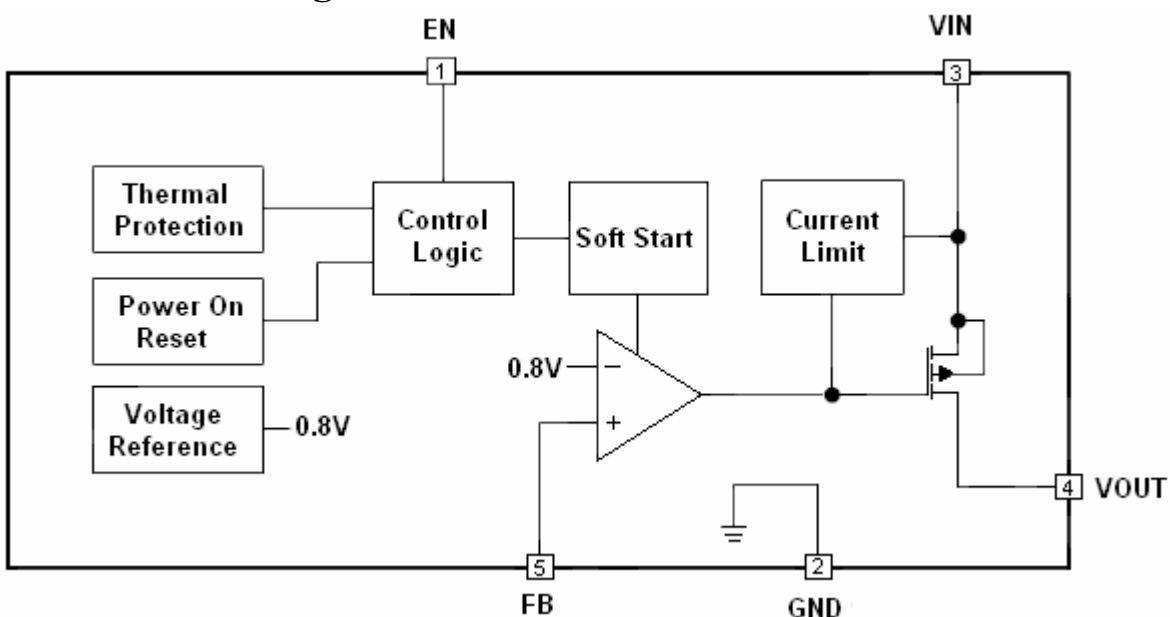 EN
VIN
1
3
Thermal
Protection
Control
Logic
Soft Start
Current
Limit
Power On
Reset
0.8V
−
Voltage
Reference
0.8V
+
4
VOUT
5
2
FB
GND